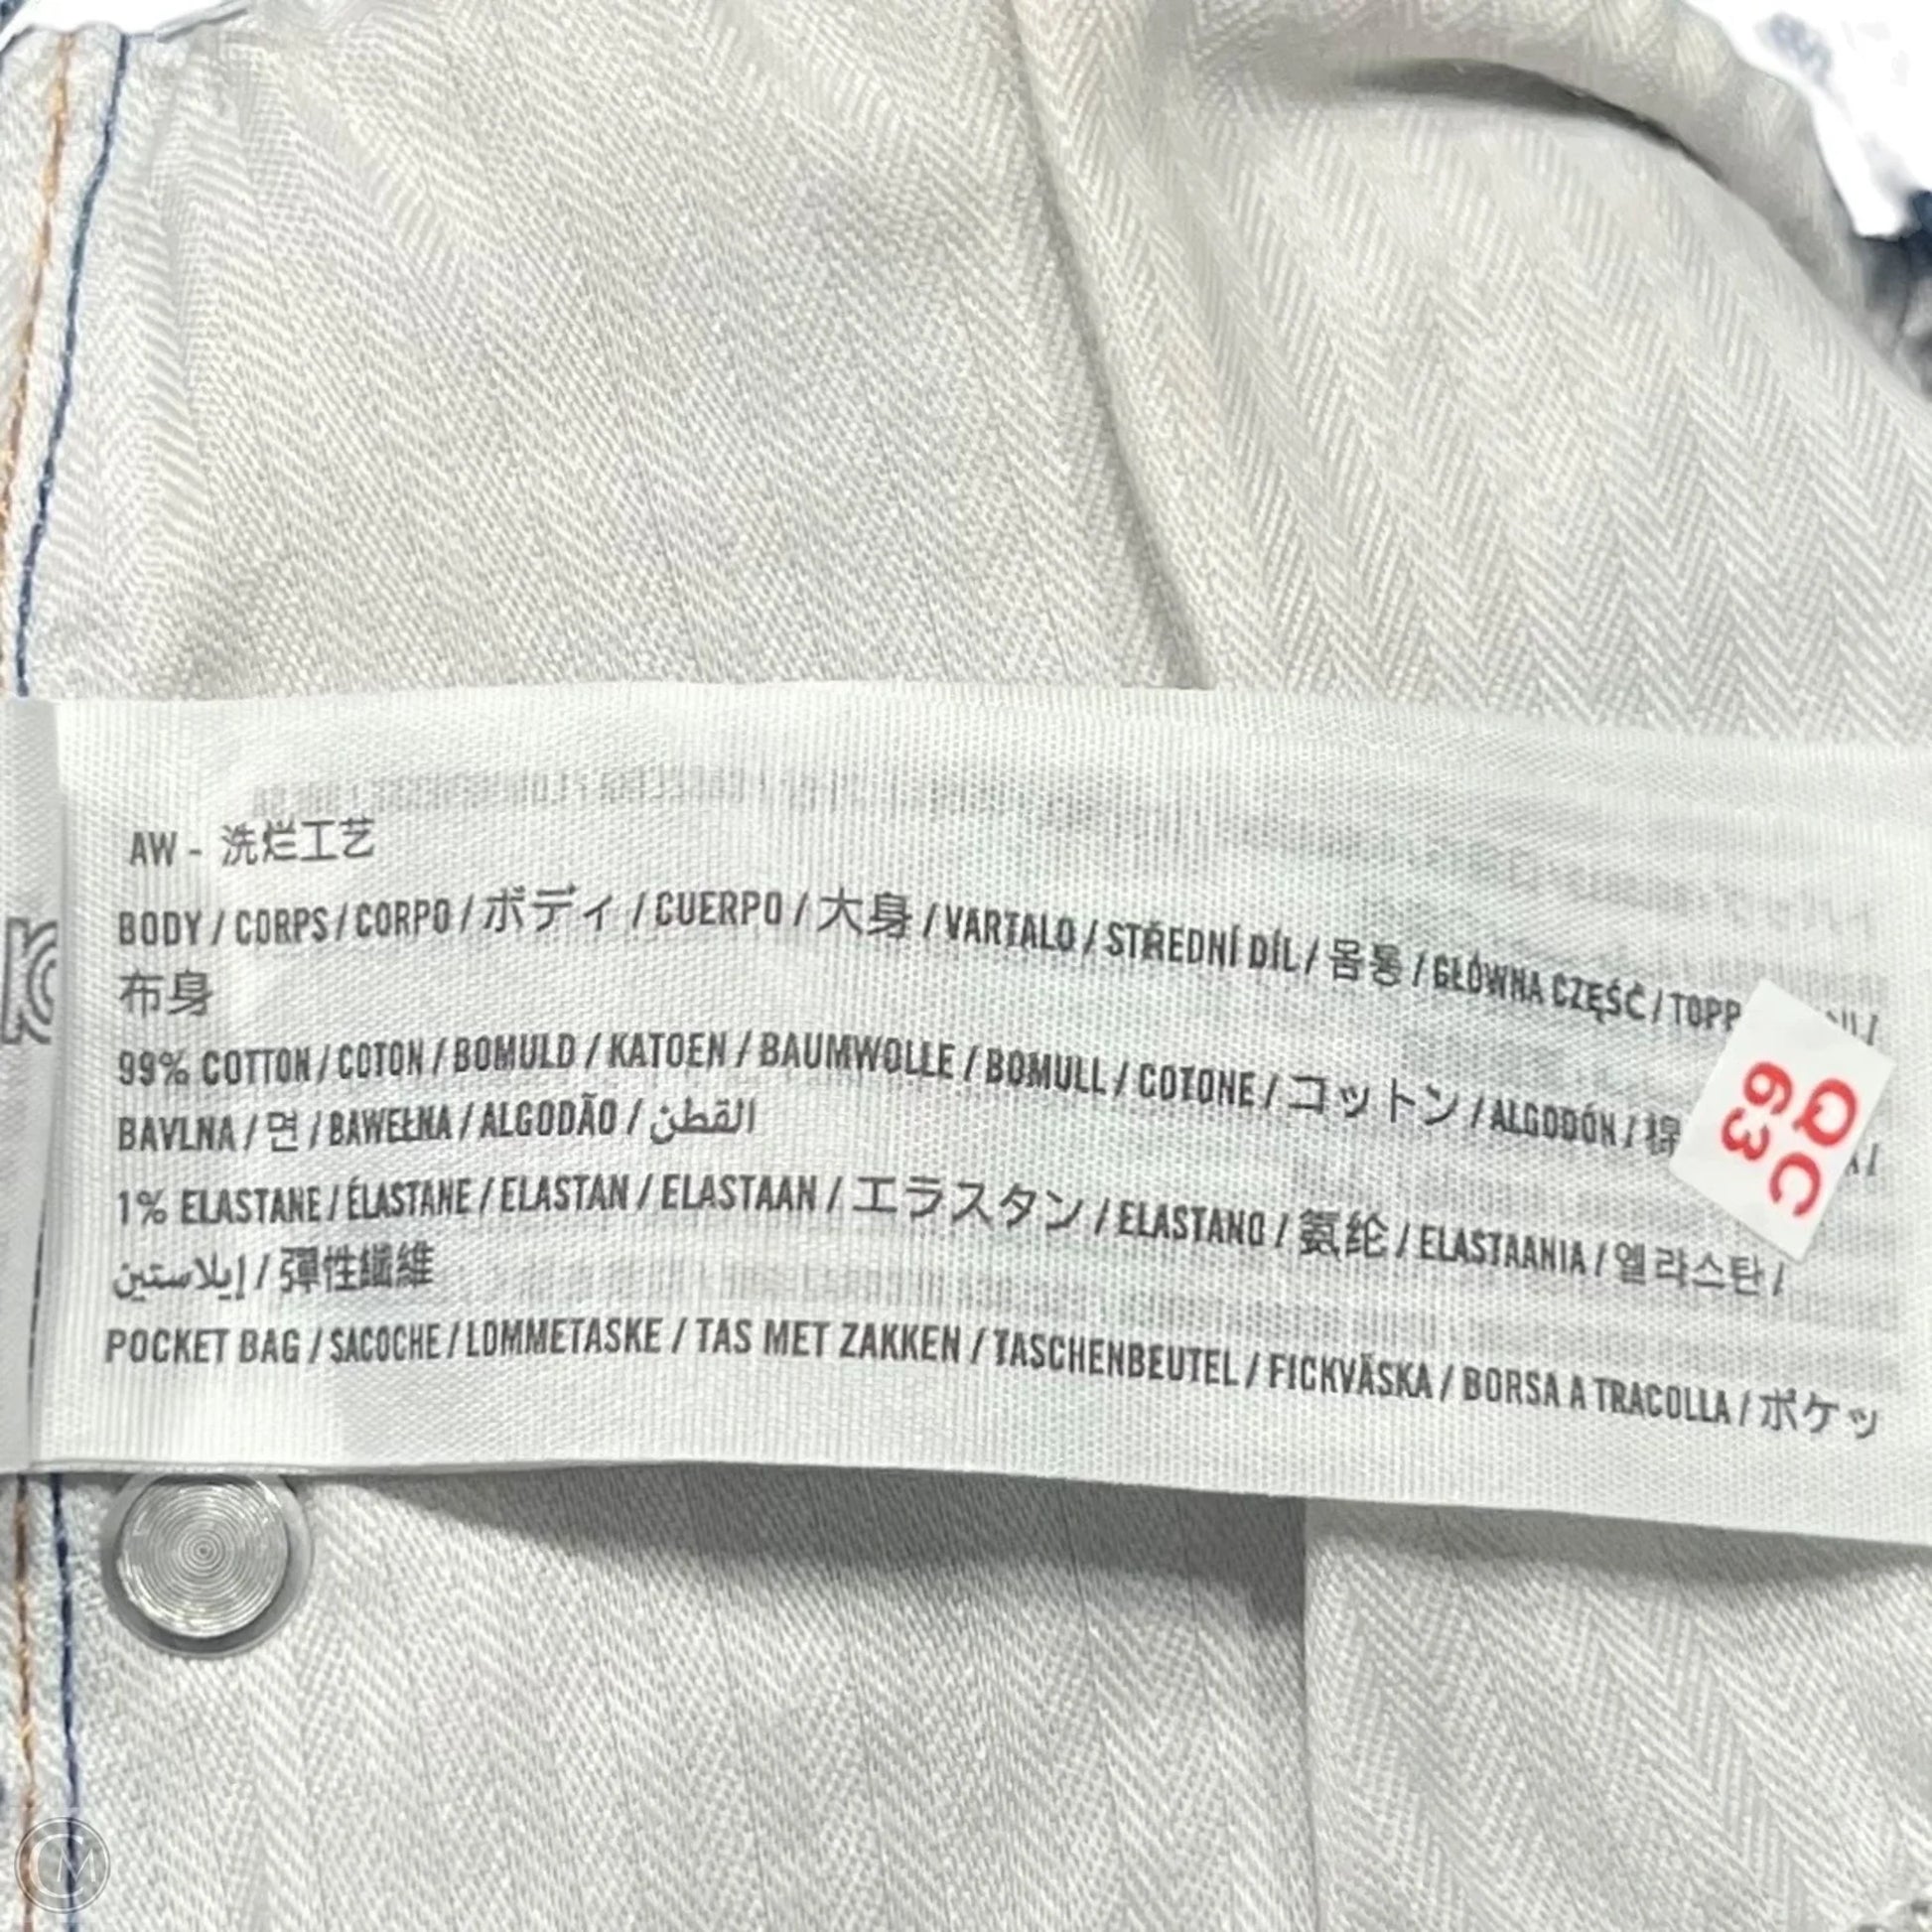 AW - 洗烂工艺
BODY / CORPS / CORPO / ボディ / CUERPO / 大身 / VARTALO / STŘEDNÍ DÍL / 몸통 / GŁÓWNA CZĘŚĆ / TOPP
布身
99% COTTON / COTON / BOMULD / KATOEN / BAUMWOLLE / BOMULL / COTONE / コットン / ALGODÓN / 棉
BAVLNA / 면 / BAWEŁNA / ALGODÃO / القطن
1% ELASTANE / ÉLASTANE / ELASTAN / ELASTAAN / エラスタン / ELASTANO / 氨纶 / ELASTAANIA / 엘라스탄 /
إيلاستين / 彈性纖維
POCKET BAG / SACOCHE / LOMMETASKE / TAS MET ZAKKEN / TASCHENBEUTEL / FICKVÄSKA / BORSA A TRACOLLA / ポケッ
QC
63
CM